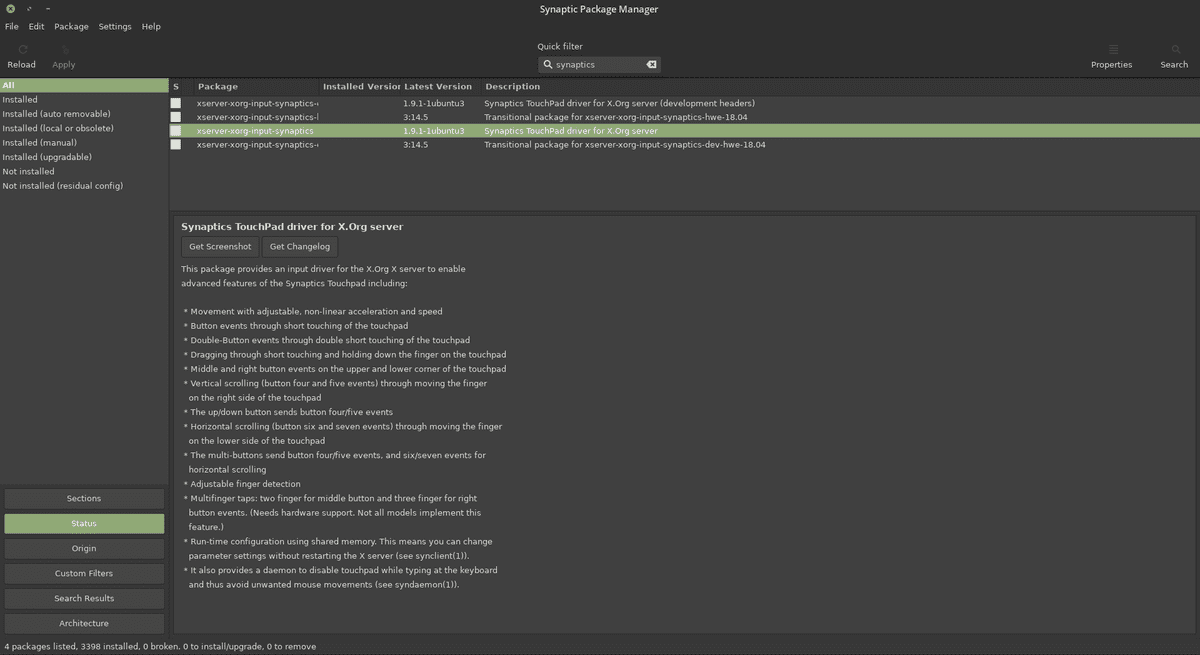 Synaptic Package Manager
File Edit Package Settings Help
Reload Apply Quick filter Properties Search
synaptics
All
Installed
Installed (auto removable)
Installed (local or obsolete)
Installed (manual)
Installed (upgradable)
Not installed
Not installed (residual config)
S Package Installed Version Latest Version Description
xserver-xorg-input-synaptics- 1.9.1-1ubuntu3 Synaptics TouchPad driver for X.Org server (development headers)
xserver-xorg-input-synaptics- 3:14.5 Transitional package for xserver-xorg-input-synaptics-hwe-18.04
xserver-xorg-input-synaptics 1.9.1-1ubuntu3 Synaptics TouchPad driver for X.Org server
xserver-xorg-input-synaptics- 3:14.5 Transitional package for xserver-xorg-input-synaptics-dev-hwe-18.04
Synaptics TouchPad driver for X.Org server
Get Screenshot Get Changelog
This package provides an input driver for the X.Org X server to enable
advanced features of the Synaptics Touchpad including:
* Movement with adjustable, non-linear acceleration and speed
* Button events through short touching of the touchpad
* Double-Button events through double short touching of the touchpad
* Dragging through short touching and holding down the finger on the touchpad
* Middle and right button events on the upper and lower corner of the touchpad
* Vertical scrolling (button four and five events) through moving the finger
on the right side of the touchpad
* The up/down button sends button four/five events
* Horizontal scrolling (button six and seven events) through moving the finger
on the lower side of the touchpad
* The multi-buttons send button four/five events, and six/seven events for
horizontal scrolling
* Adjustable finger detection
* Multifinger taps: two finger for middle button and three finger for right
button events. (Needs hardware support. Not all models implement this
feature.)
* Run-time configuration using shared memory. This means you can change
parameter settings without restarting the X server (see synclient(1)).
* It also provides a daemon to disable touchpad while typing at the keyboard
and thus avoid unwanted mouse movements (see syndaemon(1)).
Sections
Status
Origin
Custom Filters
Search Results
Architecture
4 packages listed, 3398 installed, 0 broken. 0 to install/upgrade, 0 to remove